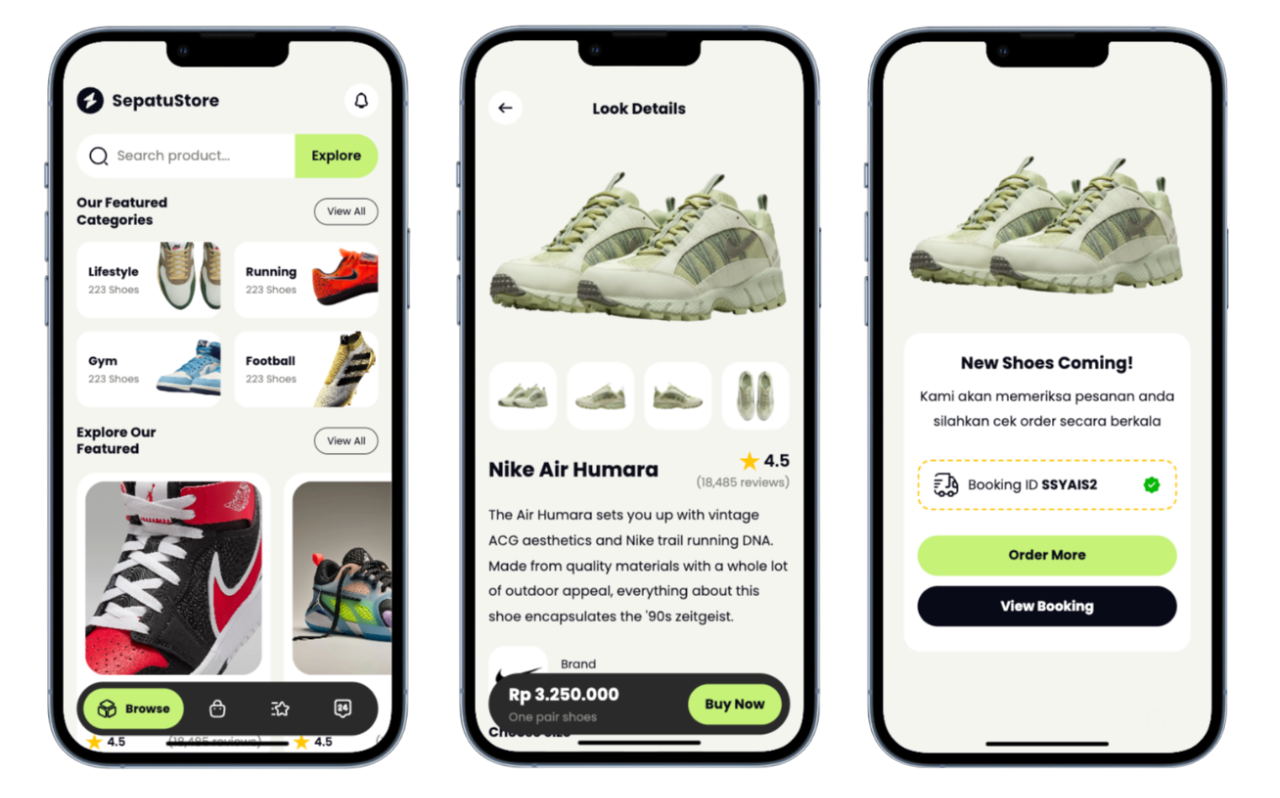 SepatuStore
Search product...
Explore
Our Featured
Categories
View All
Lifestyle
223 Shoes
Running
223 Shoes
Gym
223 Shoes
Football
223 Shoes
Explore Our
Featured
View All
Browse
24
4.5
(18,485 reviews)
4.5
Look Details
Nike Air Humara
4.5
(18,485 reviews)
The Air Humara sets you up with vintage
ACG aesthetics and Nike trail running DNA.
Made from quality materials with a whole lot
of outdoor appeal, everything about this
shoe encapsulates the '90s zeitgeist.
Brand
Rp 3.250.000
One pair shoes
Buy Now
New Shoes Coming!
Kami akan memeriksa pesanan anda
silahkan cek order secara berkala
Booking ID SSYAIS2
Order More
View Booking